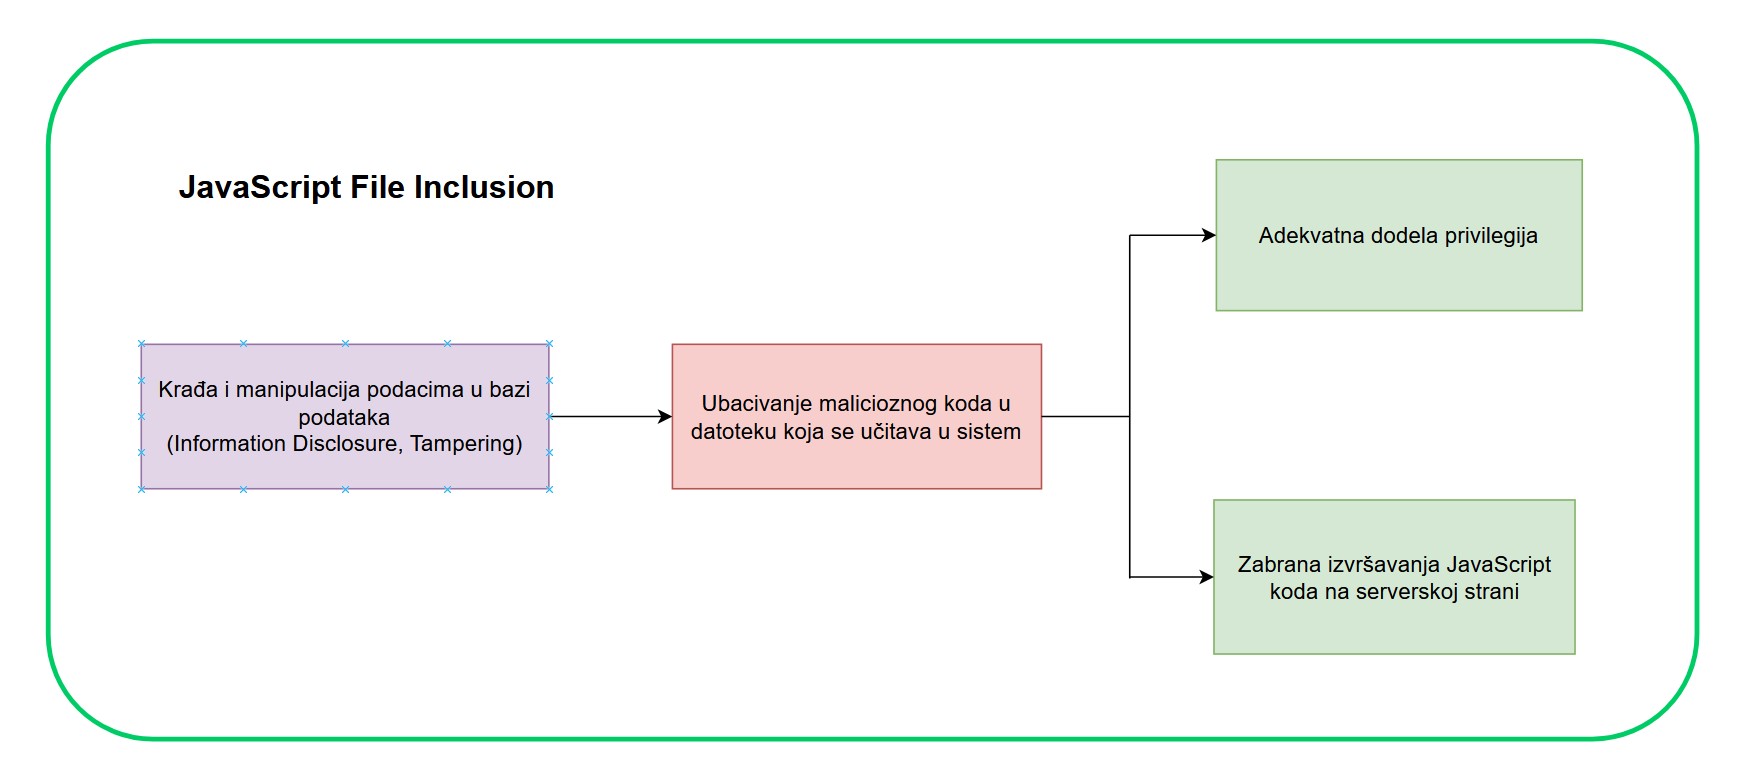 JavaScript File Inclusion
Krađa i manipulacija podacima u bazi
podataka
(Information Disclosure, Tampering)
Ubacivanje malicioznog koda u
datoteku koja se učitava u sistem
Adekvatna dodela privilegija
Zabrana izvršavanja JavaScript
koda na serverskoj strani